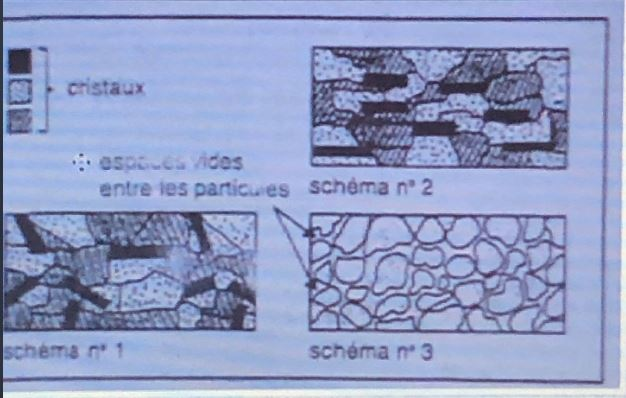 cristaux
espaces vides
entre les particules
schéma n° 2
schéma n° 1
schéma n° 3